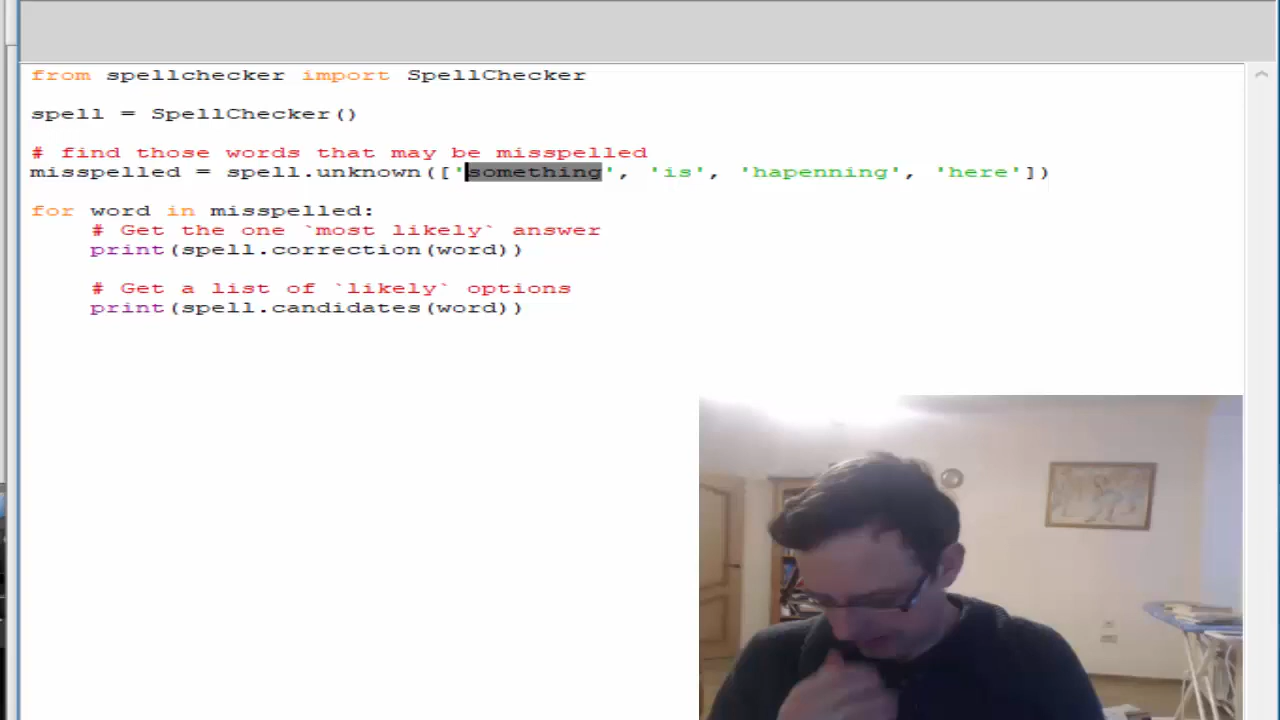 from spellchecker import SpellChecker
spell = SpellChecker()
# find those words that may be misspelled
misspelled = spell.unknown(['something', 'is', 'hapenning', 'here'])
for word in misspelled:
# Get the one `most likely` answer
print(spell.correction(word))
# Get a list of `likely` options
print(spell.candidates(word))